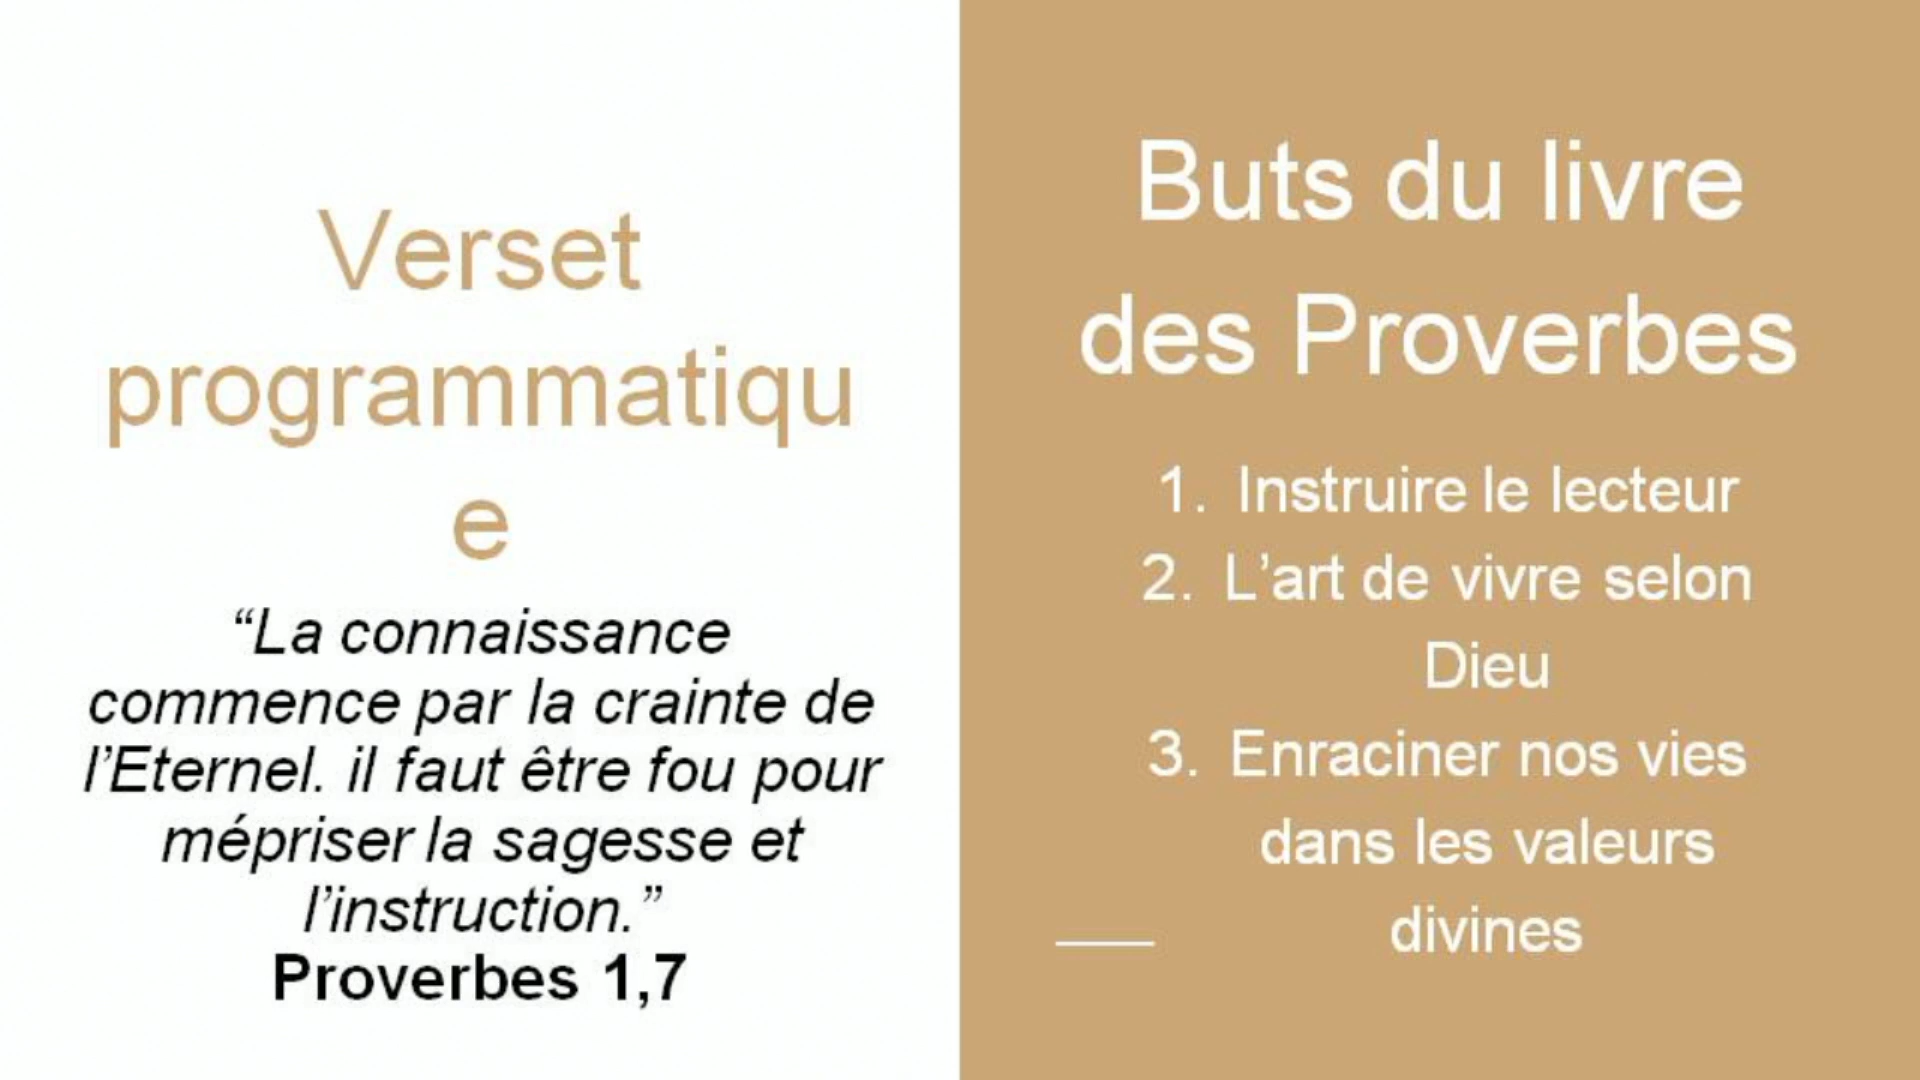 Verset
programmatiqu
e
“La connaissance
commence par la crainte de
l’Eternel. il faut être fou pour
mépriser la sagesse et
l’instruction.”
Proverbes 1,7
Buts du livre
des Proverbes
1. Instruire le lecteur
2. L’art de vivre selon
Dieu
3. Enraciner nos vies
dans les valeurs
divines